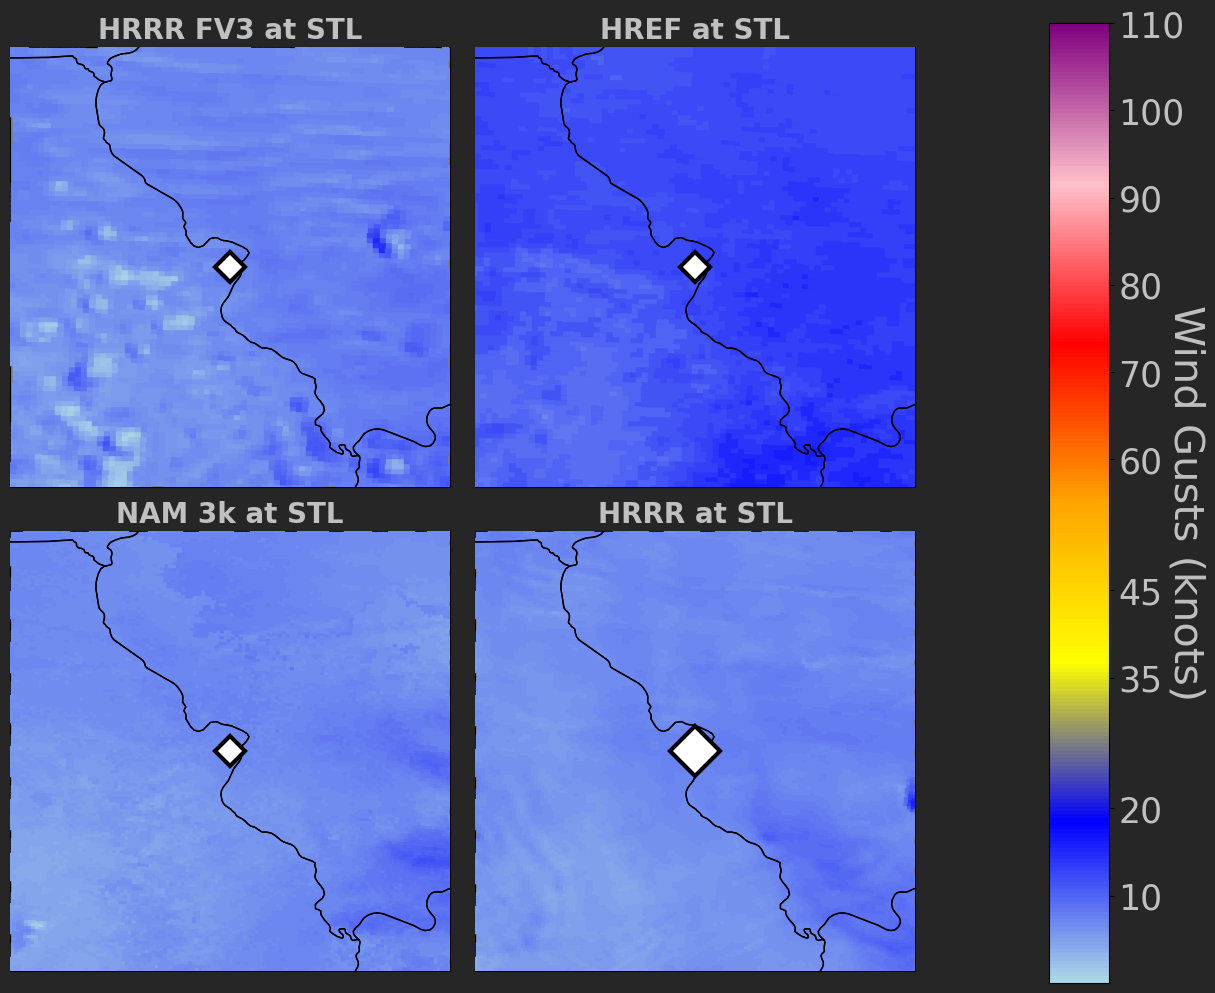 HRRR FV3 at STL
HREF at STL
NAM 3k at STL
HRRR at STL
110
100
90
80
70
60
45
35
20
10
Wind Gusts (knots)